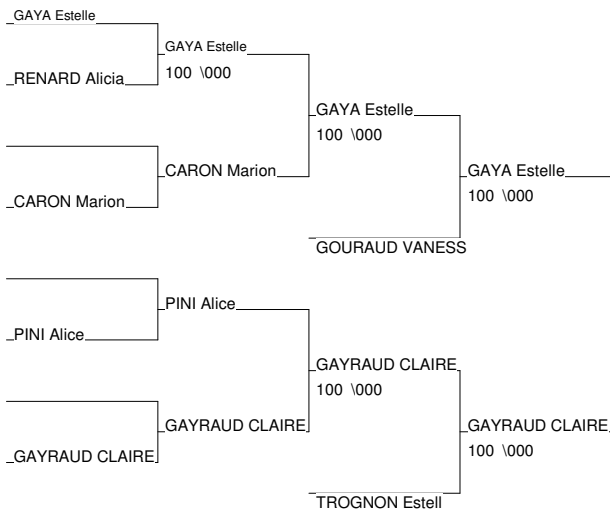 GAYA Estelle
GAYA Estelle
RENARD Alicia
100 \000
GAYA Estelle
100 \000
CARON Marion
GAYA Estelle
100 \000
CARON Marion
GOURAUD VANESS
PINI Alice
PINI Alice
GAYRAUD CLAIRE
100 \000
GAYRAUD CLAIRE
GAYRAUD CLAIRE
100 \000
GAYRAUD CLAIRE
TROGNON Estell